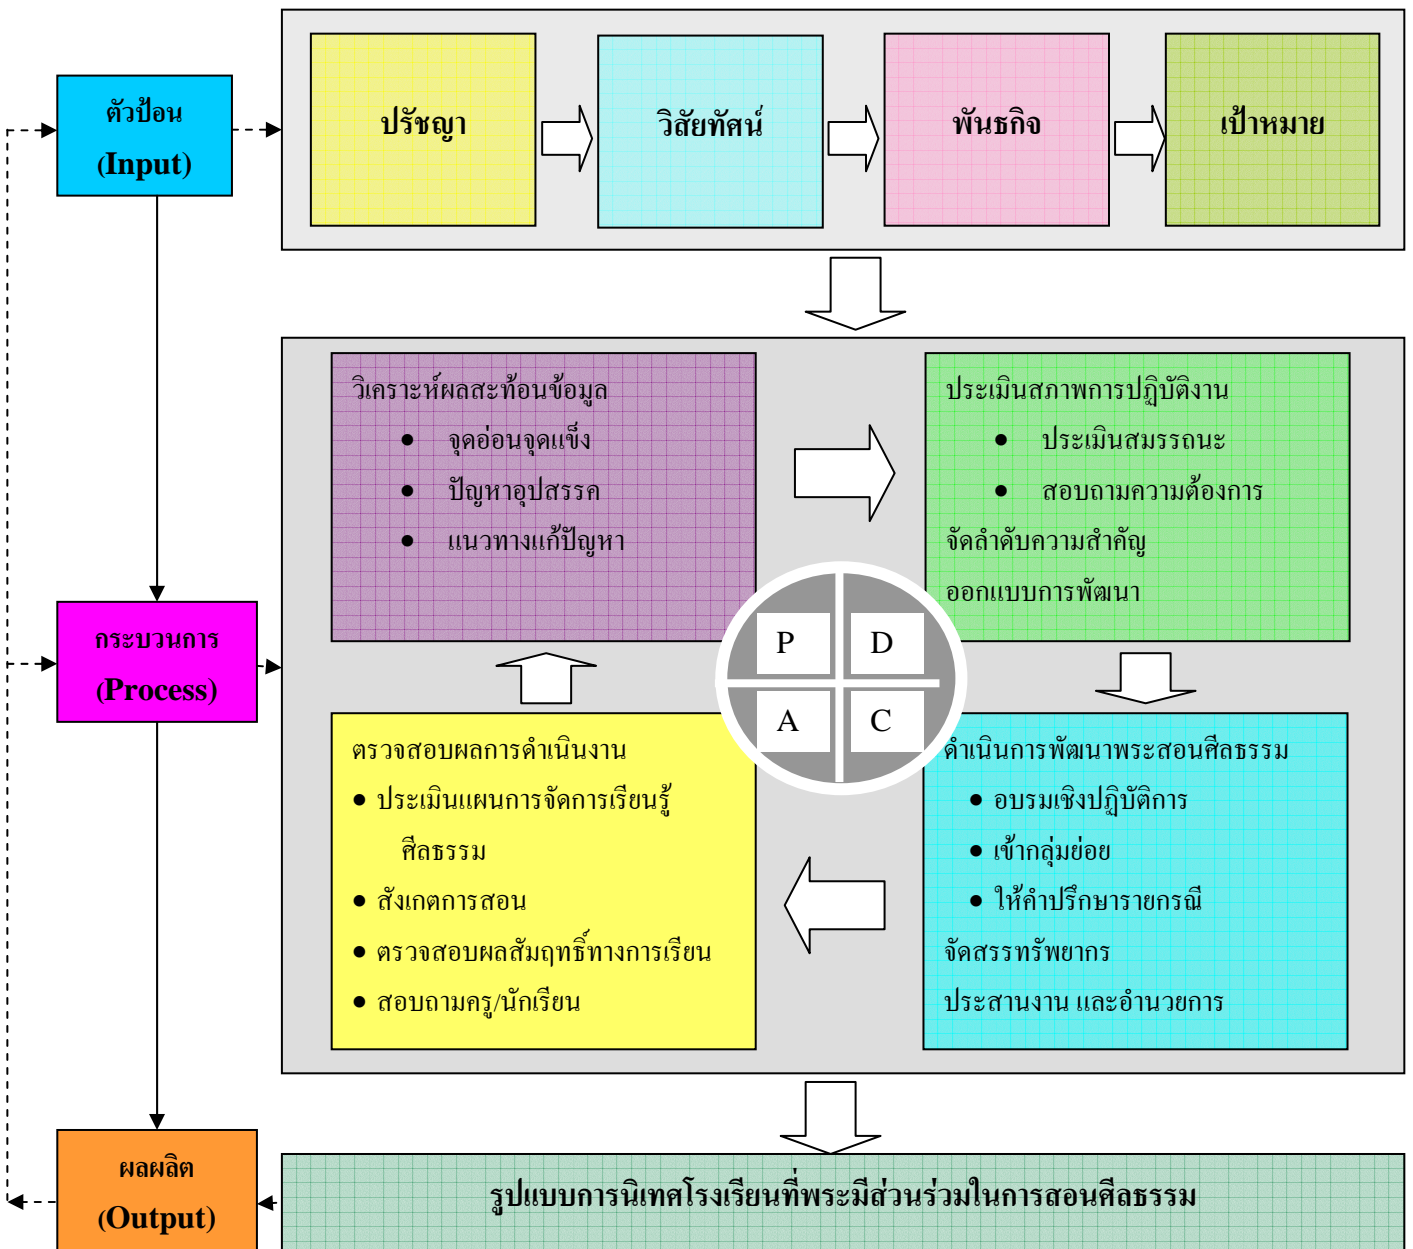 ตัวป้อน
(Input)
ปรัชญา
วิสัยทัศน์
พันธกิจ
เป้าหมาย
วิเคราะห์ผลสะท้อนข้อมูล
● จุดอ่อนจุดแข็ง
● ปัญหาอุปสรรค
● แนวทางแก้ปัญหา
ประเมินสภาพการปฏิบัติงาน
● ประเมินสมรรถนะ
● สอบถามความต้องการ
จัดลำดับความสำคัญ
ออกแบบการพัฒนา
กระบวนการ
(Process)
P
D
A
C
ตรวจสอบผลการดำเนินงาน
● ประเมินแผนการจัดการเรียนรู้
ศีลธรรม
● สังเกตการสอน
● ตรวจสอบผลสัมฤทธิ์ทางการเรียน
● สอบถามครู/นักเรียน
ดำเนินการพัฒนาพระสอนศีลธรรม
● อบรมเชิงปฏิบัติการ
● เข้ากลุ่มย่อย
● ให้คำปรึกษารายกรณี
จัดสรรทรัพยากร
ประสานงาน และอำนวยการ
ผลผลิต
(Output)
รูปแบบการนิเทศโรงเรียนที่พระมีส่วนร่วมในการสอนศีลธรรม